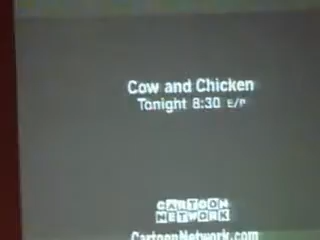 Cow and Chicken
Tonight 8:30 E/P
CARTOON
NETWORK
CartoonNetwork.com